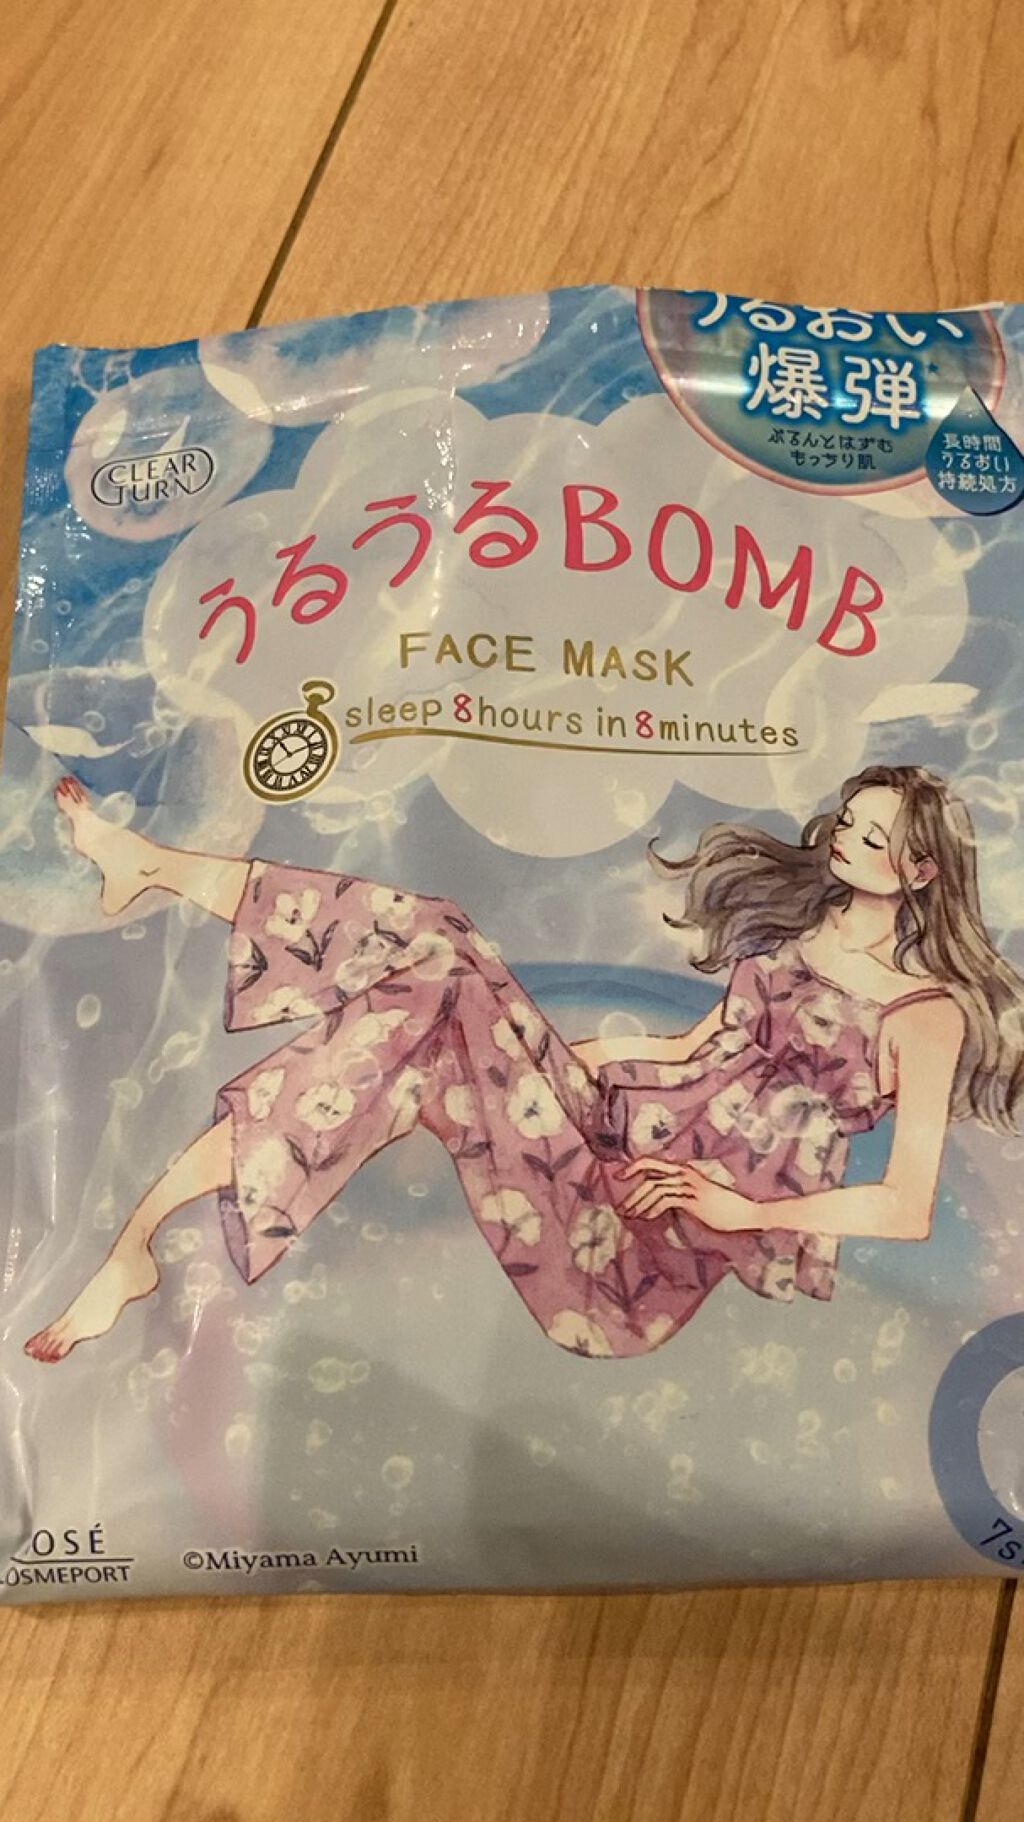 うるおい
爆弾
ぷるんとはずむ
もっちり肌
長時間
うるおい
持続処方
CLEAR
TURN
うるうるBOMB
FACE MASK
sleep 8hours in 8minutes
OSÉ
OSMEPORT
©Miyama Ayumi